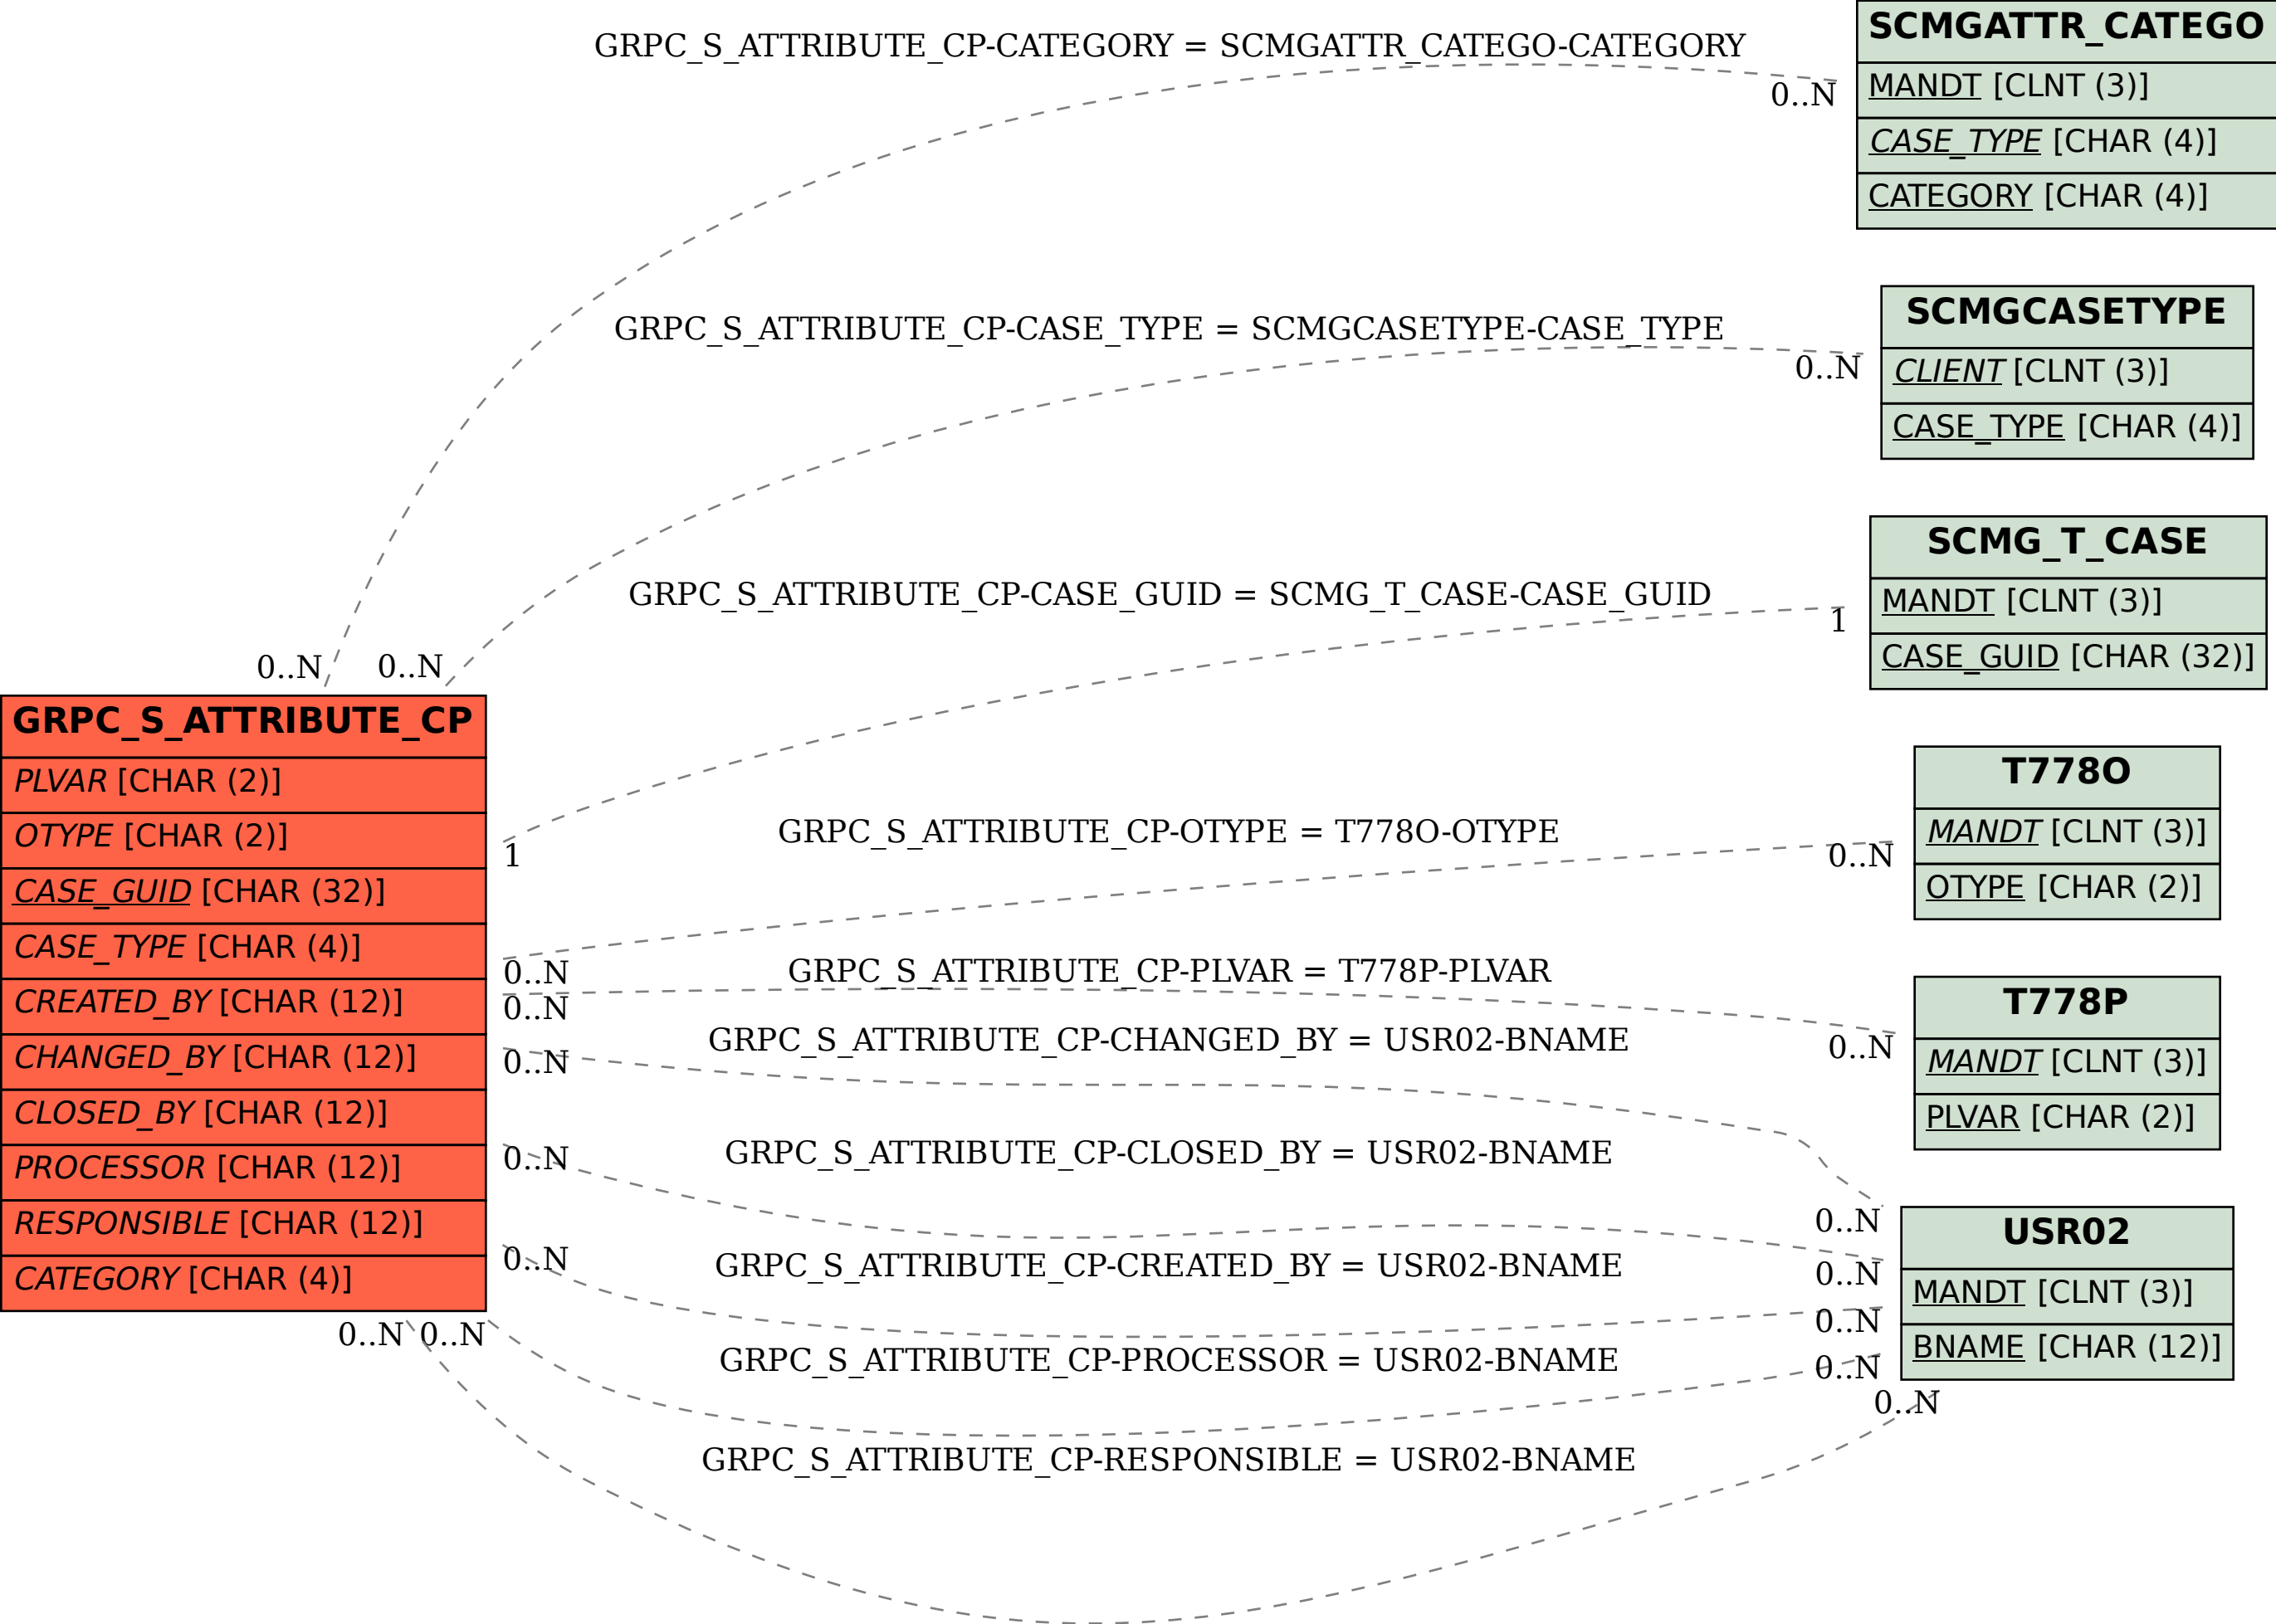 GRPC_S_ATTRIBUTE_CP-CATEGORY = SCMGATTR_CATEGO-CATEGORY
0..N
0..N
SCMGATTR_CATEGO
MANDT [CLNT (3)]
CASE_TYPE [CHAR (4)]
CATEGORY [CHAR (4)]
GRPC_S_ATTRIBUTE_CP-CASE_TYPE = SCMGCASETYPE-CASE_TYPE
0..N
0..N
SCMGCASETYPE
CLIENT [CLNT (3)]
CASE_TYPE [CHAR (4)]
GRPC_S_ATTRIBUTE_CP-CASE_GUID = SCMG_T_CASE-CASE_GUID
1
1
SCMG_T_CASE
MANDT [CLNT (3)]
CASE_GUID [CHAR (32)]
GRPC_S_ATTRIBUTE_CP
PLVAR [CHAR (2)]
OTYPE [CHAR (2)]
CASE_GUID [CHAR (32)]
CASE_TYPE [CHAR (4)]
CREATED_BY [CHAR (12)]
CHANGED_BY [CHAR (12)]
CLOSED_BY [CHAR (12)]
PROCESSOR [CHAR (12)]
RESPONSIBLE [CHAR (12)]
CATEGORY [CHAR (4)]
GRPC_S_ATTRIBUTE_CP-OTYPE = T778O-OTYPE
0..N
0..N
T778O
MANDT [CLNT (3)]
OTYPE [CHAR (2)]
GRPC_S_ATTRIBUTE_CP-PLVAR = T778P-PLVAR
0..N
0..N
T778P
MANDT [CLNT (3)]
PLVAR [CHAR (2)]
GRPC_S_ATTRIBUTE_CP-CHANGED_BY = USR02-BNAME
0..N
0..N
GRPC_S_ATTRIBUTE_CP-CLOSED_BY = USR02-BNAME
0..N
0..N
GRPC_S_ATTRIBUTE_CP-CREATED_BY = USR02-BNAME
0..N
0..N
GRPC_S_ATTRIBUTE_CP-PROCESSOR = USR02-BNAME
0..N
0..N
GRPC_S_ATTRIBUTE_CP-RESPONSIBLE = USR02-BNAME
0..N
0..N
USR02
MANDT [CLNT (3)]
BNAME [CHAR (12)]